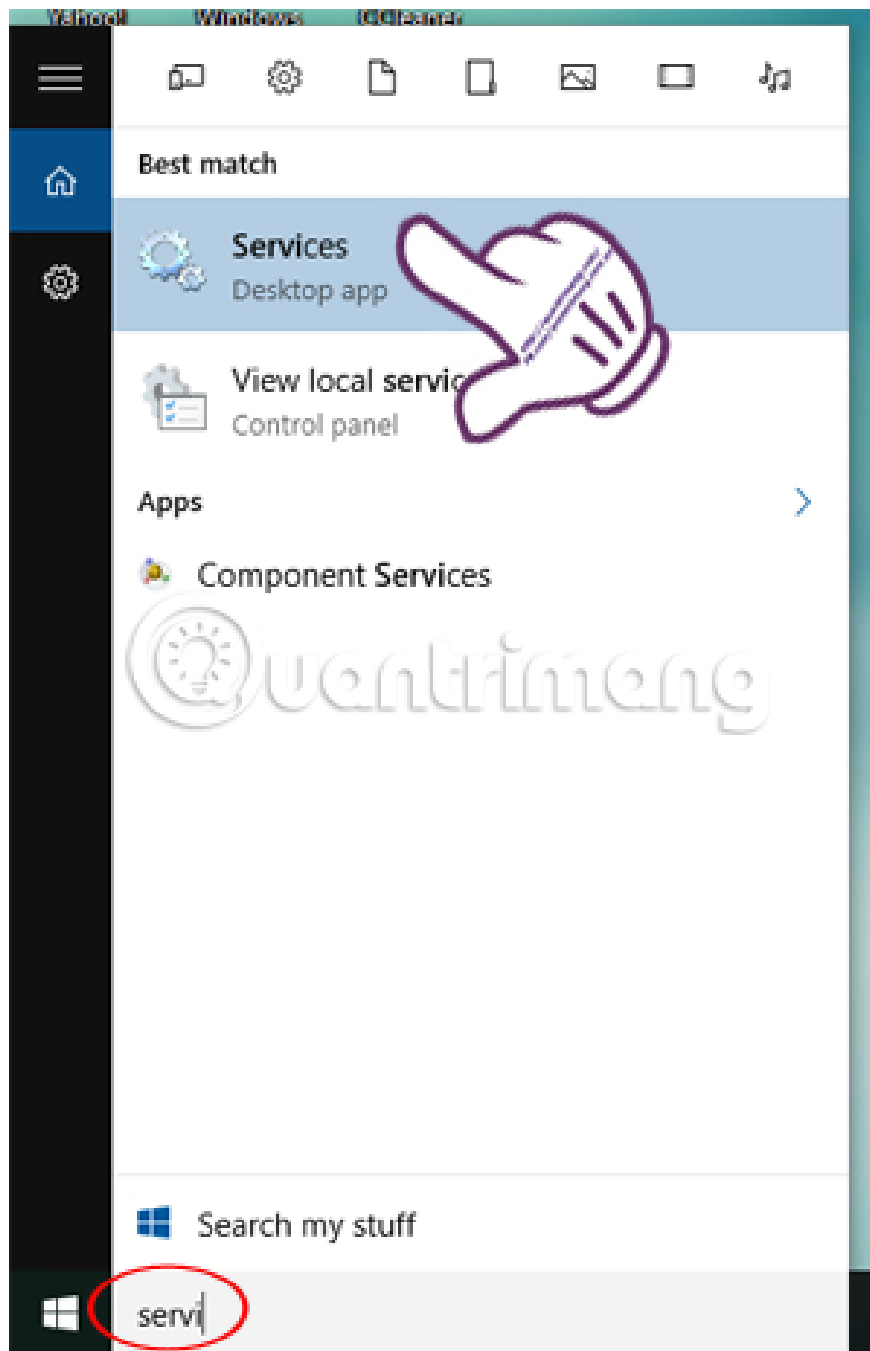 Yahoo! Windows CCleaner
Best match
Services
Desktop app
View local servic
Control panel
Apps
Component Services
Quantrimang
Search my stuff
servi